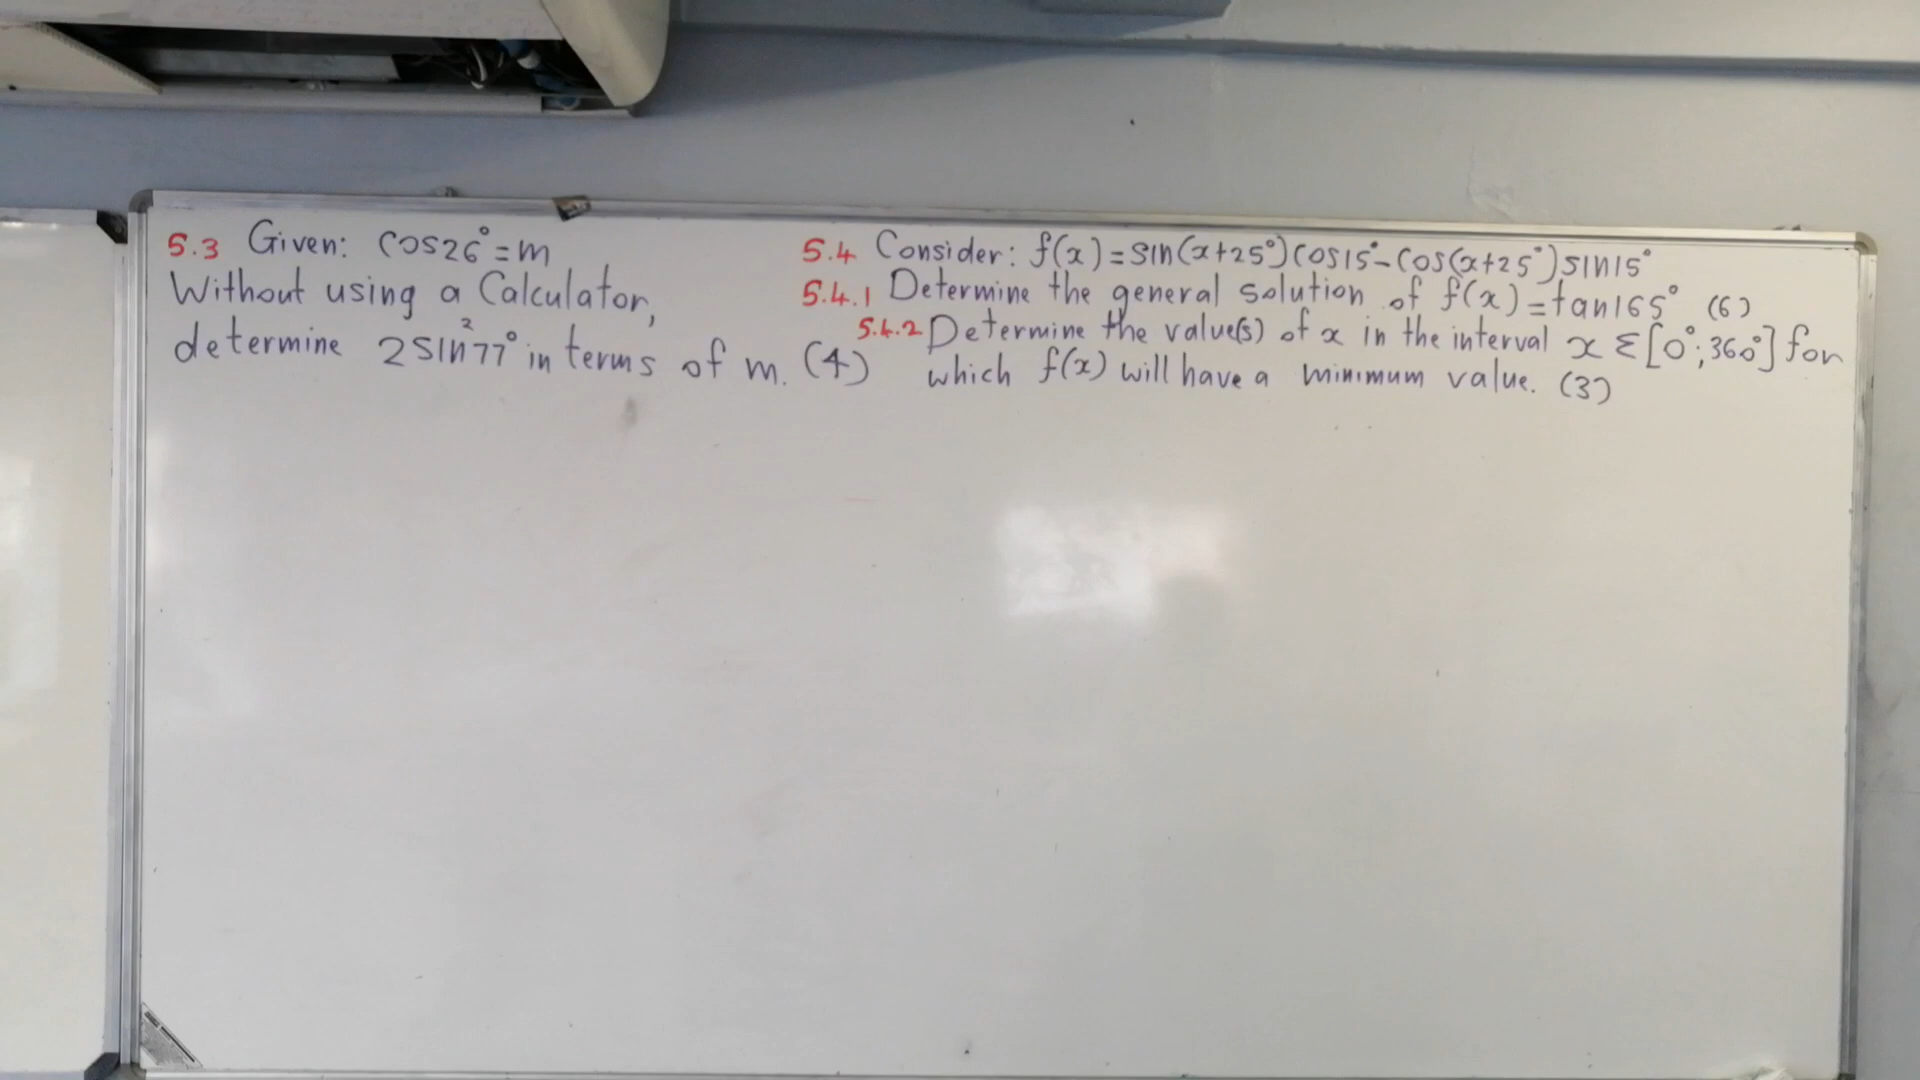 5.3 Given: cos26° = m
Without using a Calculator,
determine 2sin²77° in terms of m. (4)
5.4 Consider: f(x) = sin(x+25°)cos15° - cos(x+25°)sin15°
5.4.1 Determine the general solution of f(x) = tan165° (6)
5.4.2 Determine the value(s) of x in the interval x ε [0°; 360°] for
which f(x) will have a minimum value. (3)